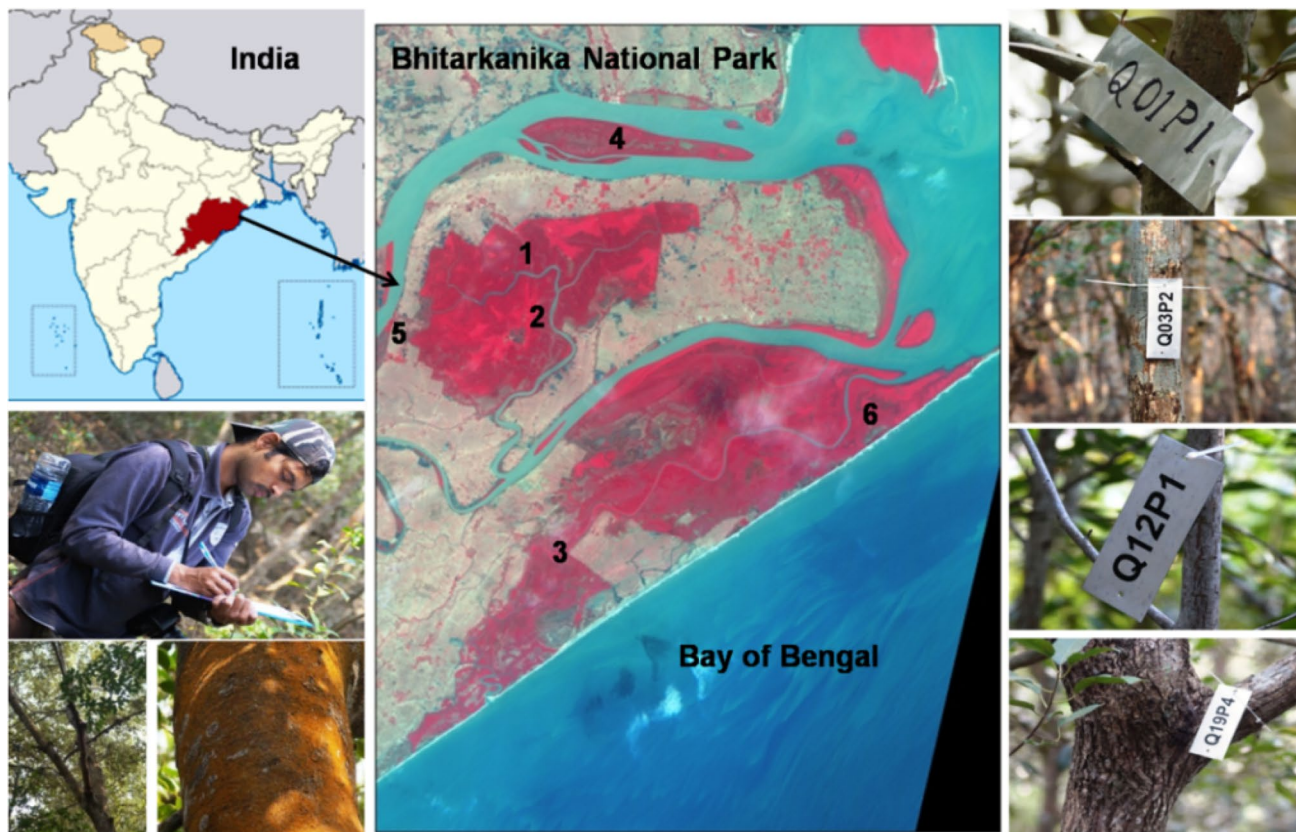 India
Bhitarkanika National Park
4
1
2
5
6
3
Bay of Bengal
Q01P1
Q03P2
Q12P1
Q19P4